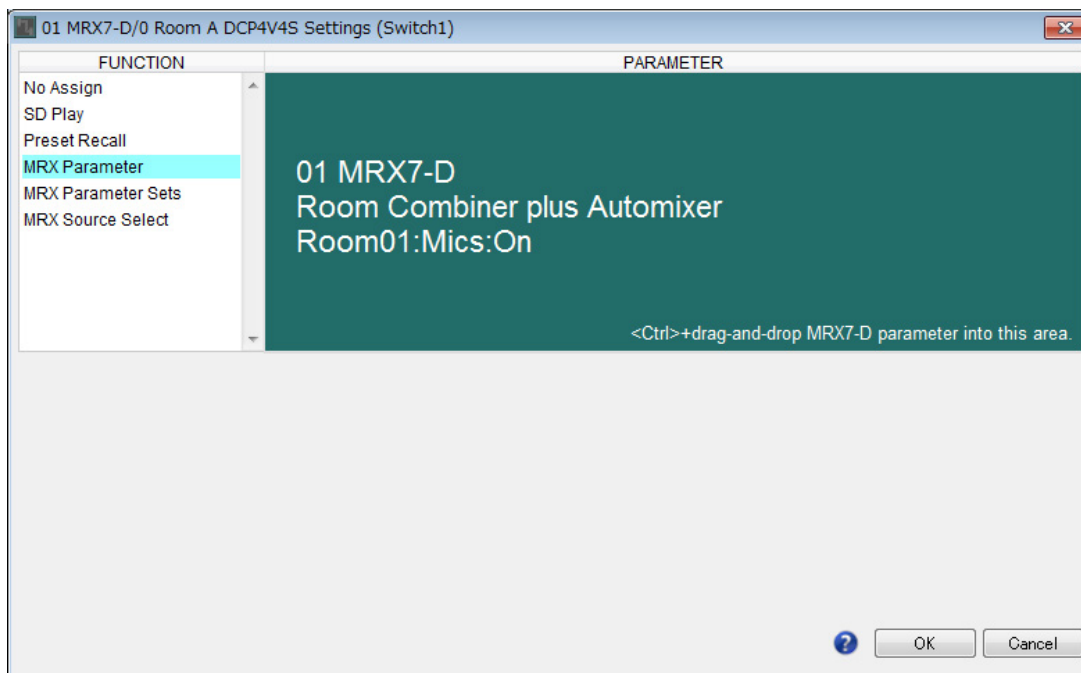 01 MRX7-D/0 Room A DCP4V4S Settings (Switch1)
FUNCTION
PARAMETER
No Assign
SD Play
Preset Recall
MRX Parameter
MRX Parameter Sets
MRX Source Select
01 MRX7-D
Room Combiner plus Automixer
Room01:Mics:On
<Ctrl>+drag-and-drop MRX7-D parameter into this area.
?
OK
Cancel